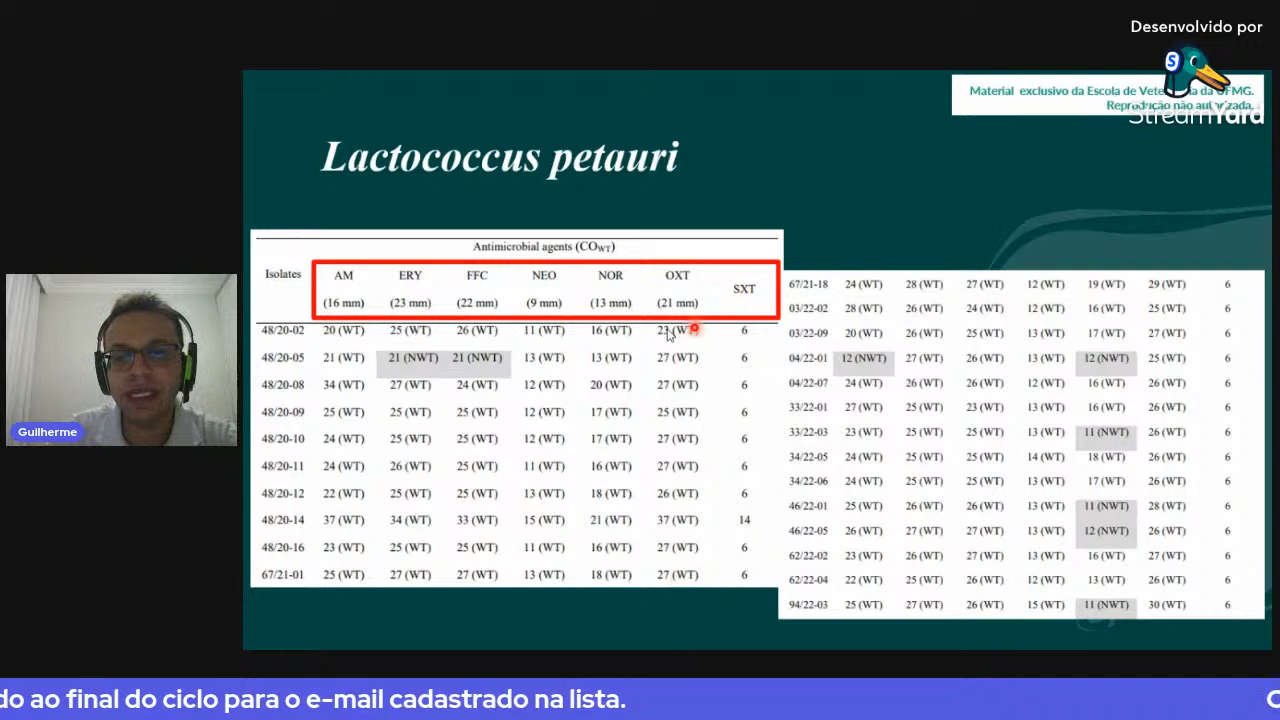 Desenvolvido por
StreamYard
Material exclusivo da Escola de Veterinária da UFMG.
Reprodução não autorizada.
Lactococcus petauri
Antimicrobial agents (COWT)
Isolates AM ERY FFC NEO NOR OXT SXT
(16 mm) (23 mm) (22 mm) (9 mm) (13 mm) (21 mm)
48/20-02 20 (WT) 25 (WT) 26 (WT) 11 (WT) 16 (WT) 23 (WT) 6
48/20-05 21 (WT) 21 (NWT) 21 (NWT) 13 (WT) 13 (WT) 27 (WT) 6
48/20-08 34 (WT) 27 (WT) 24 (WT) 12 (WT) 20 (WT) 27 (WT) 6
48/20-09 25 (WT) 25 (WT) 25 (WT) 12 (WT) 17 (WT) 25 (WT) 6
48/20-10 24 (WT) 25 (WT) 25 (WT) 12 (WT) 17 (WT) 27 (WT) 6
48/20-11 24 (WT) 26 (WT) 25 (WT) 11 (WT) 16 (WT) 27 (WT) 6
48/20-12 22 (WT) 25 (WT) 25 (WT) 13 (WT) 18 (WT) 26 (WT) 6
48/20-14 37 (WT) 34 (WT) 33 (WT) 15 (WT) 21 (WT) 37 (WT) 14
48/20-16 23 (WT) 25 (WT) 25 (WT) 11 (WT) 16 (WT) 27 (WT) 6
67/21-01 25 (WT) 27 (WT) 27 (WT) 13 (WT) 18 (WT) 27 (WT) 6
67/21-18 24 (WT) 28 (WT) 27 (WT) 12 (WT) 19 (WT) 29 (WT) 6
03/22-02 28 (WT) 26 (WT) 24 (WT) 12 (WT) 16 (WT) 25 (WT) 6
03/22-09 20 (WT) 26 (WT) 25 (WT) 13 (WT) 17 (WT) 27 (WT) 6
04/22-01 12 (NWT) 27 (WT) 26 (WT) 13 (WT) 12 (NWT) 25 (WT) 6
04/22-07 24 (WT) 26 (WT) 26 (WT) 12 (WT) 16 (WT) 26 (WT) 6
33/22-01 27 (WT) 25 (WT) 23 (WT) 13 (WT) 16 (WT) 26 (WT) 6
33/22-03 23 (WT) 25 (WT) 25 (WT) 13 (WT) 11 (NWT) 26 (WT) 6
34/22-05 24 (WT) 25 (WT) 25 (WT) 14 (WT) 18 (WT) 26 (WT) 6
34/22-06 24 (WT) 25 (WT) 25 (WT) 13 (WT) 17 (WT) 26 (WT) 6
46/22-01 25 (WT) 26 (WT) 26 (WT) 13 (WT) 11 (NWT) 28 (WT) 6
46/22-05 26 (WT) 27 (WT) 27 (WT) 13 (WT) 12 (NWT) 26 (WT) 6
62/22-02 23 (WT) 26 (WT) 27 (WT) 13 (WT) 16 (WT) 27 (WT) 6
62/22-04 22 (WT) 25 (WT) 26 (WT) 12 (WT) 13 (WT) 26 (WT) 6
94/22-03 25 (WT) 27 (WT) 26 (WT) 15 (WT) 11 (NWT) 30 (WT) 6
Guilherme
do ao final do ciclo para o e-mail cadastrado na lista.